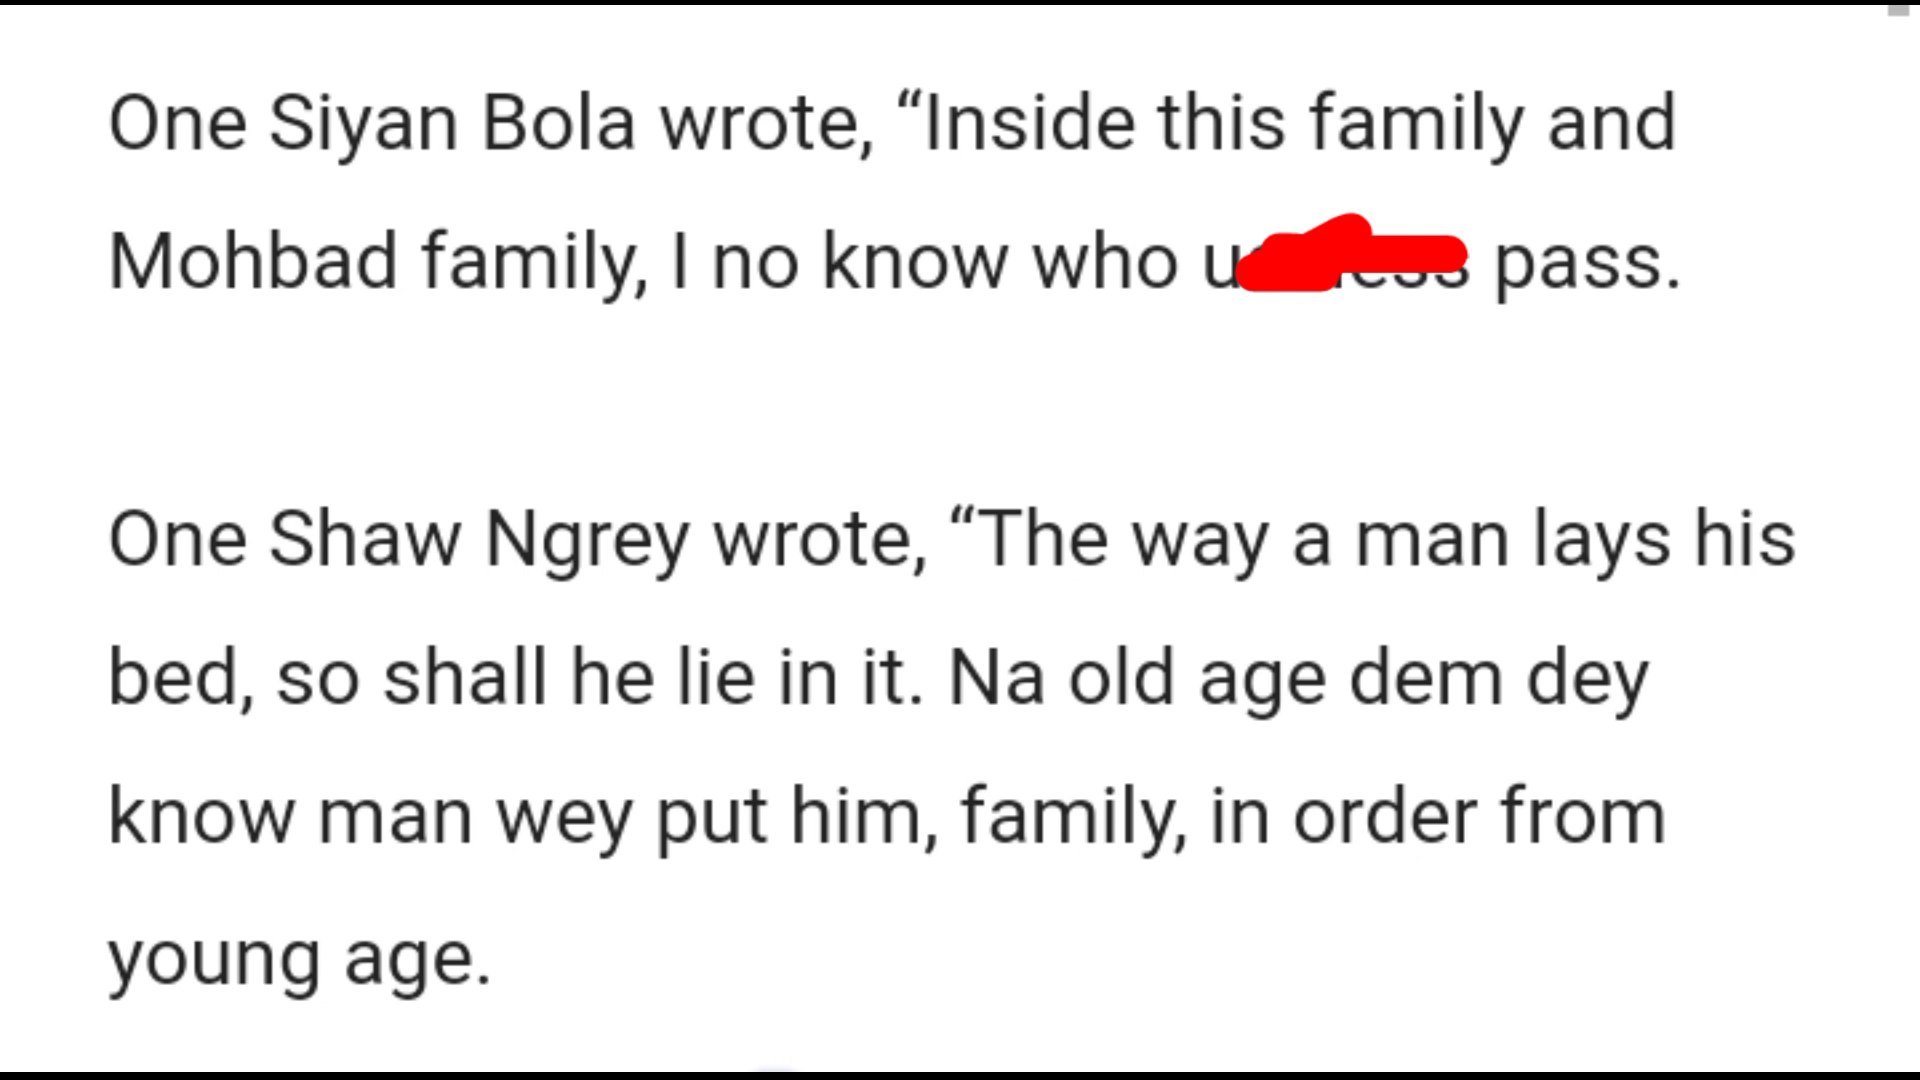 One Siyan Bola wrote, “Inside this family and
Mohbad family, I no know who pass.
One Shaw Ngrey wrote, “The way a man lays his
bed, so shall he lie in it. Na old age dem dey
know man wey put him, family, in order from
young age.